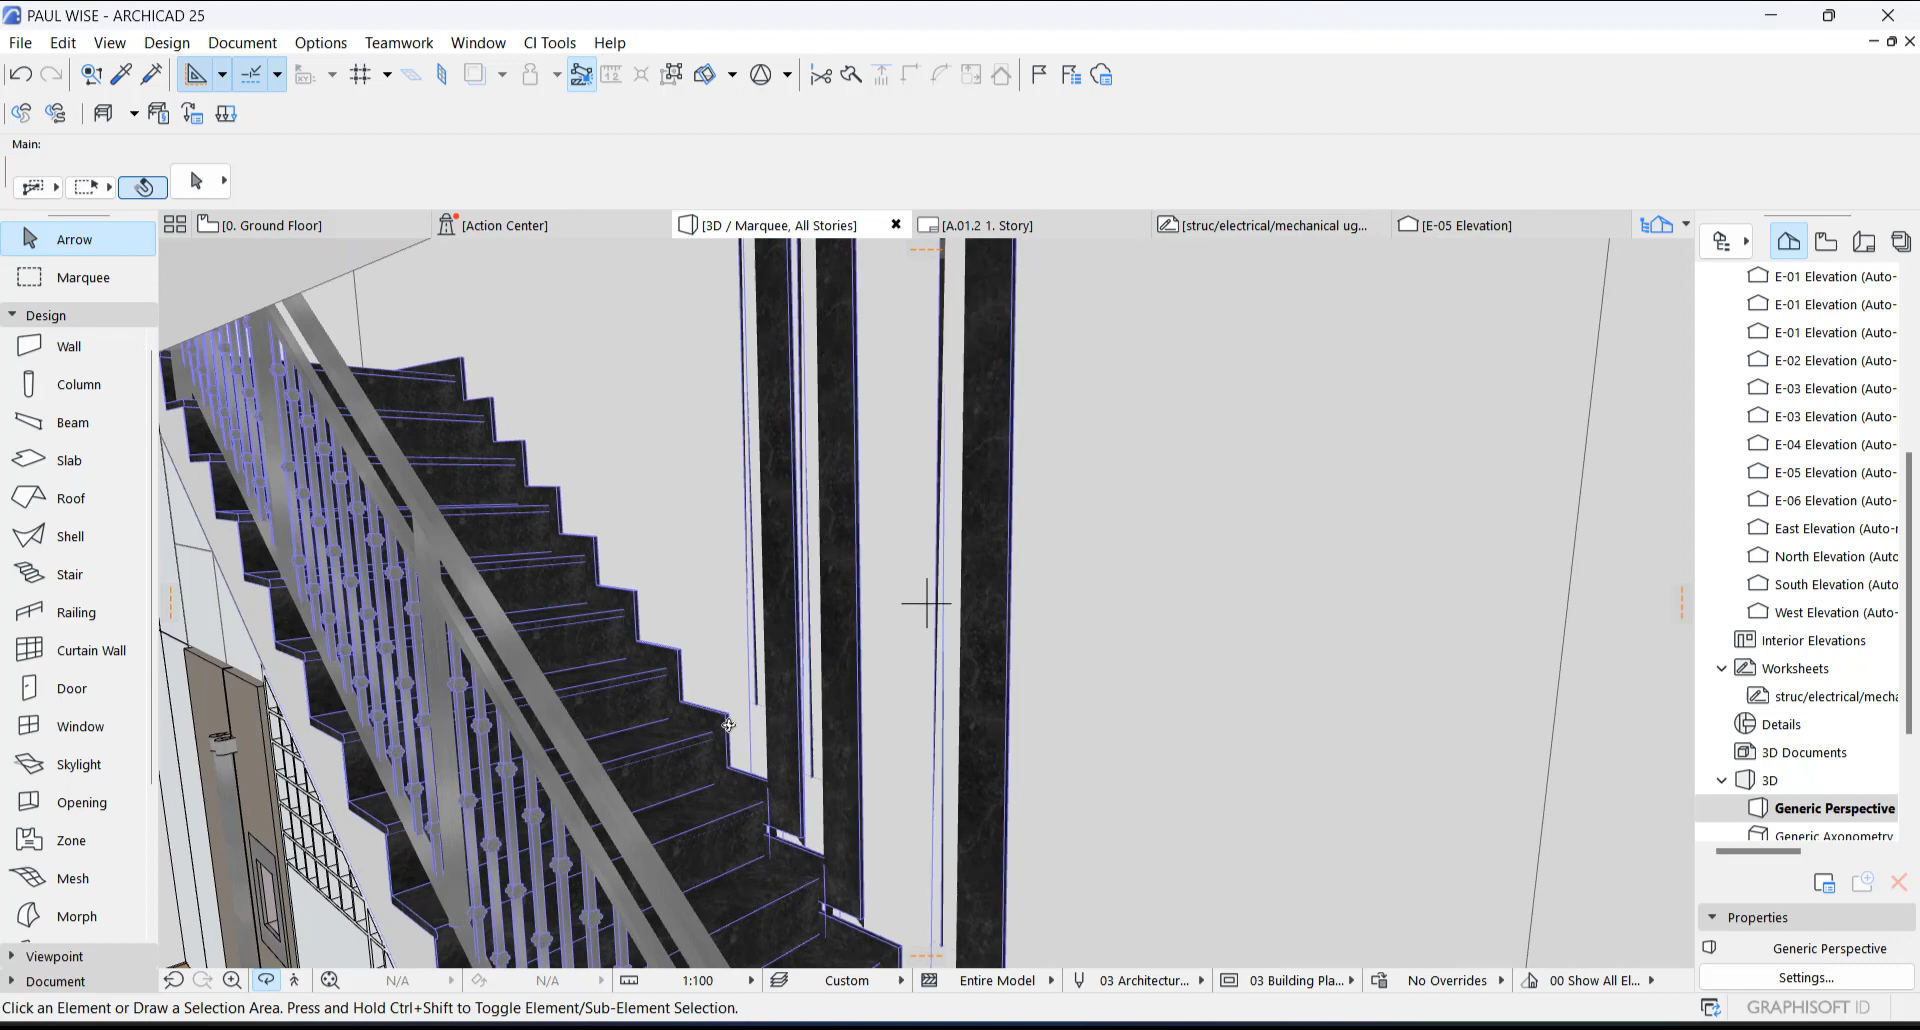 PAUL WISE - ARCHICAD 25
File Edit View Design Document Options Teamwork Window CI Tools Help
Main:
[0. Ground Floor] [Action Center] [3D / Marquee, All Stories] [A.01.2 1. Story] [struc/electrical/mechanical ug... [E-05 Elevation]
Arrow
Marquee
Design
Wall
Column
Beam
Slab
Roof
Shell
Stair
Railing
Curtain Wall
Door
Window
Skylight
Opening
Zone
Mesh
Morph
Viewpoint
Document
E-01 Elevation (Auto-
E-01 Elevation (Auto-
E-01 Elevation (Auto-
E-02 Elevation (Auto-
E-03 Elevation (Auto-
E-03 Elevation (Auto-
E-04 Elevation (Auto-
E-05 Elevation (Auto-
E-06 Elevation (Auto-
East Elevation (Auto-r
North Elevation (Auto
South Elevation (Auto
West Elevation (Auto-
Interior Elevations
Worksheets
struc/electrical/mecha
Details
3D Documents
3D
Generic Perspective
Generic Axonometry
Properties
Generic Perspective
Settings...
N/A N/A 1:100 Custom Entire Model 03 Architectur... 03 Building Pla... No Overrides 00 Show All El...
Click an Element or Draw a Selection Area. Press and Hold Ctrl+Shift to Toggle Element/Sub-Element Selection.
GRAPHISOFT ID